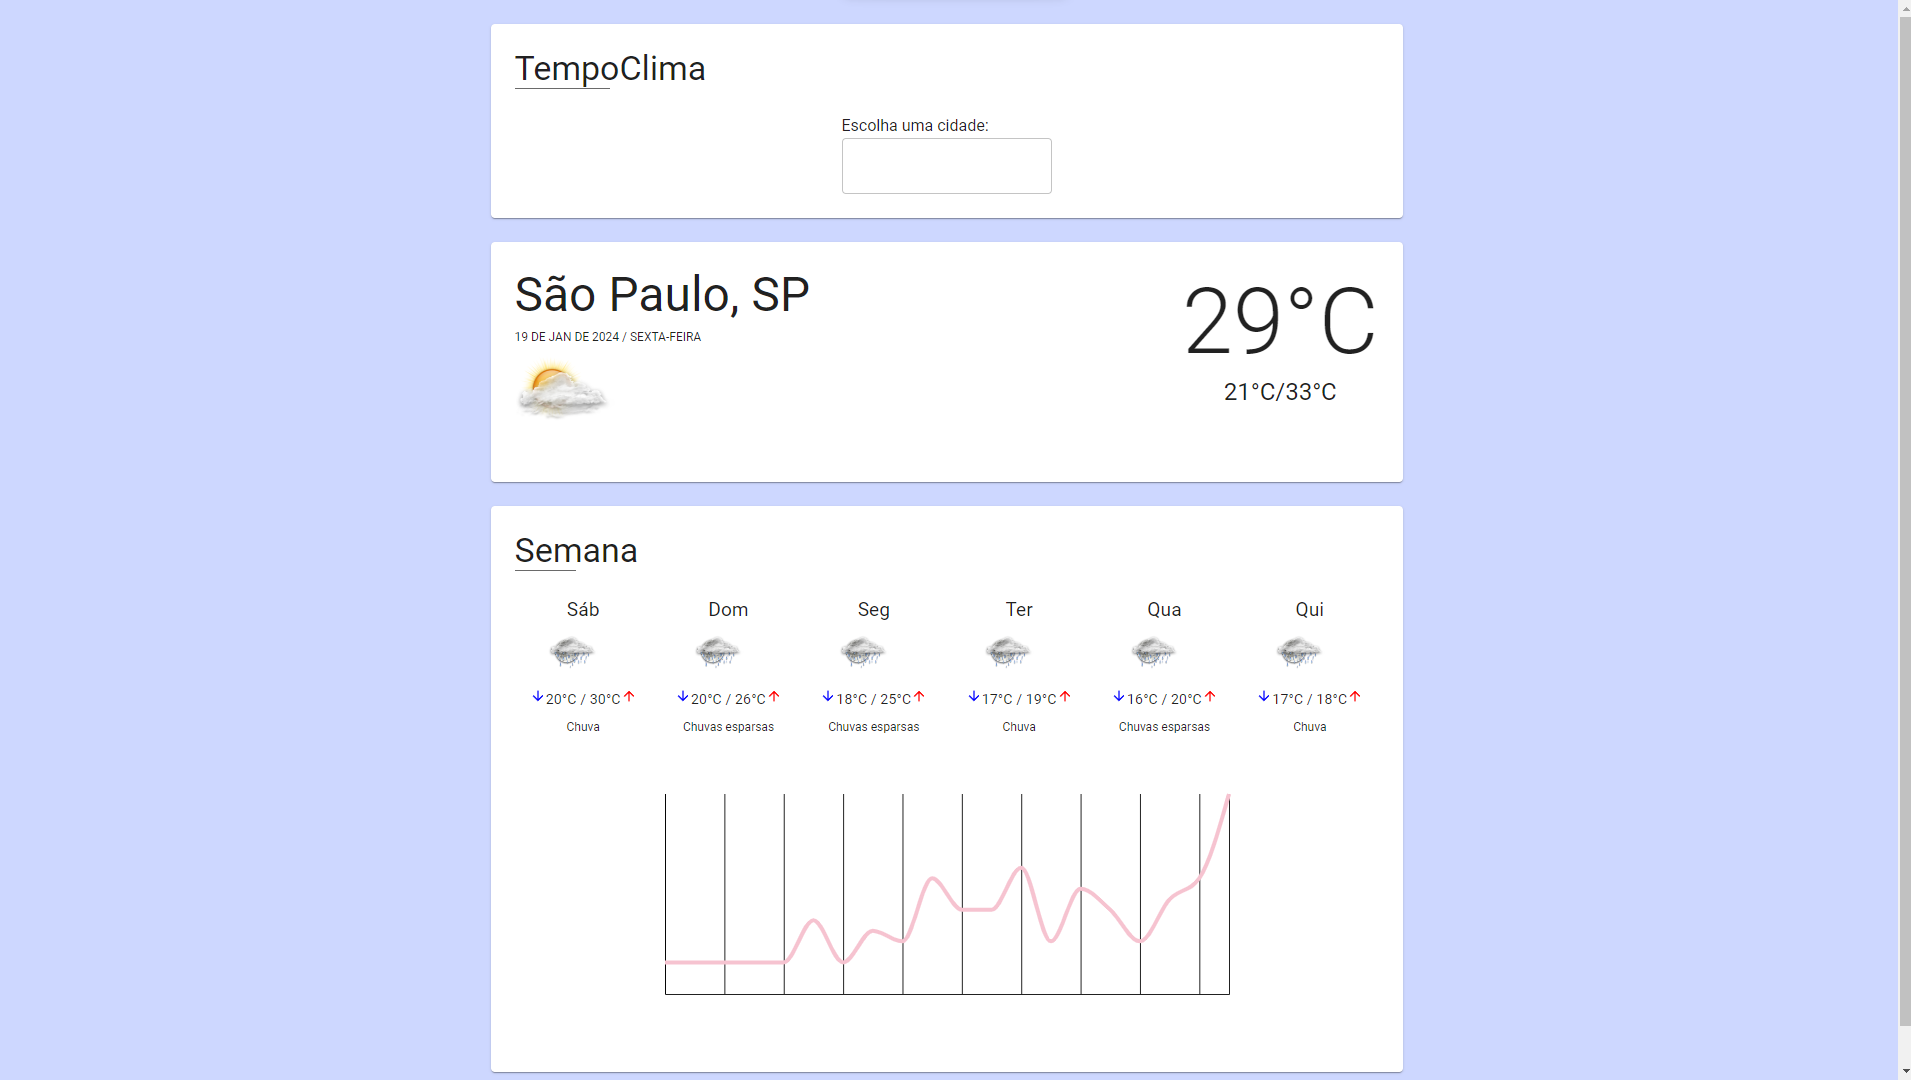 TempoClima
Escolha uma cidade:
São Paulo, SP
19 DE JAN DE 2024 / SEXTA-FEIRA
29°C
21°C/33°C
Semana
Sáb Dom Seg Ter Qua Qui
20°C / 30°C 20°C / 26°C 18°C / 25°C 17°C / 19°C 16°C / 20°C 17°C / 18°C
Chuva Chuvas esparsas Chuvas esparsas Chuva Chuvas esparsas Chuva